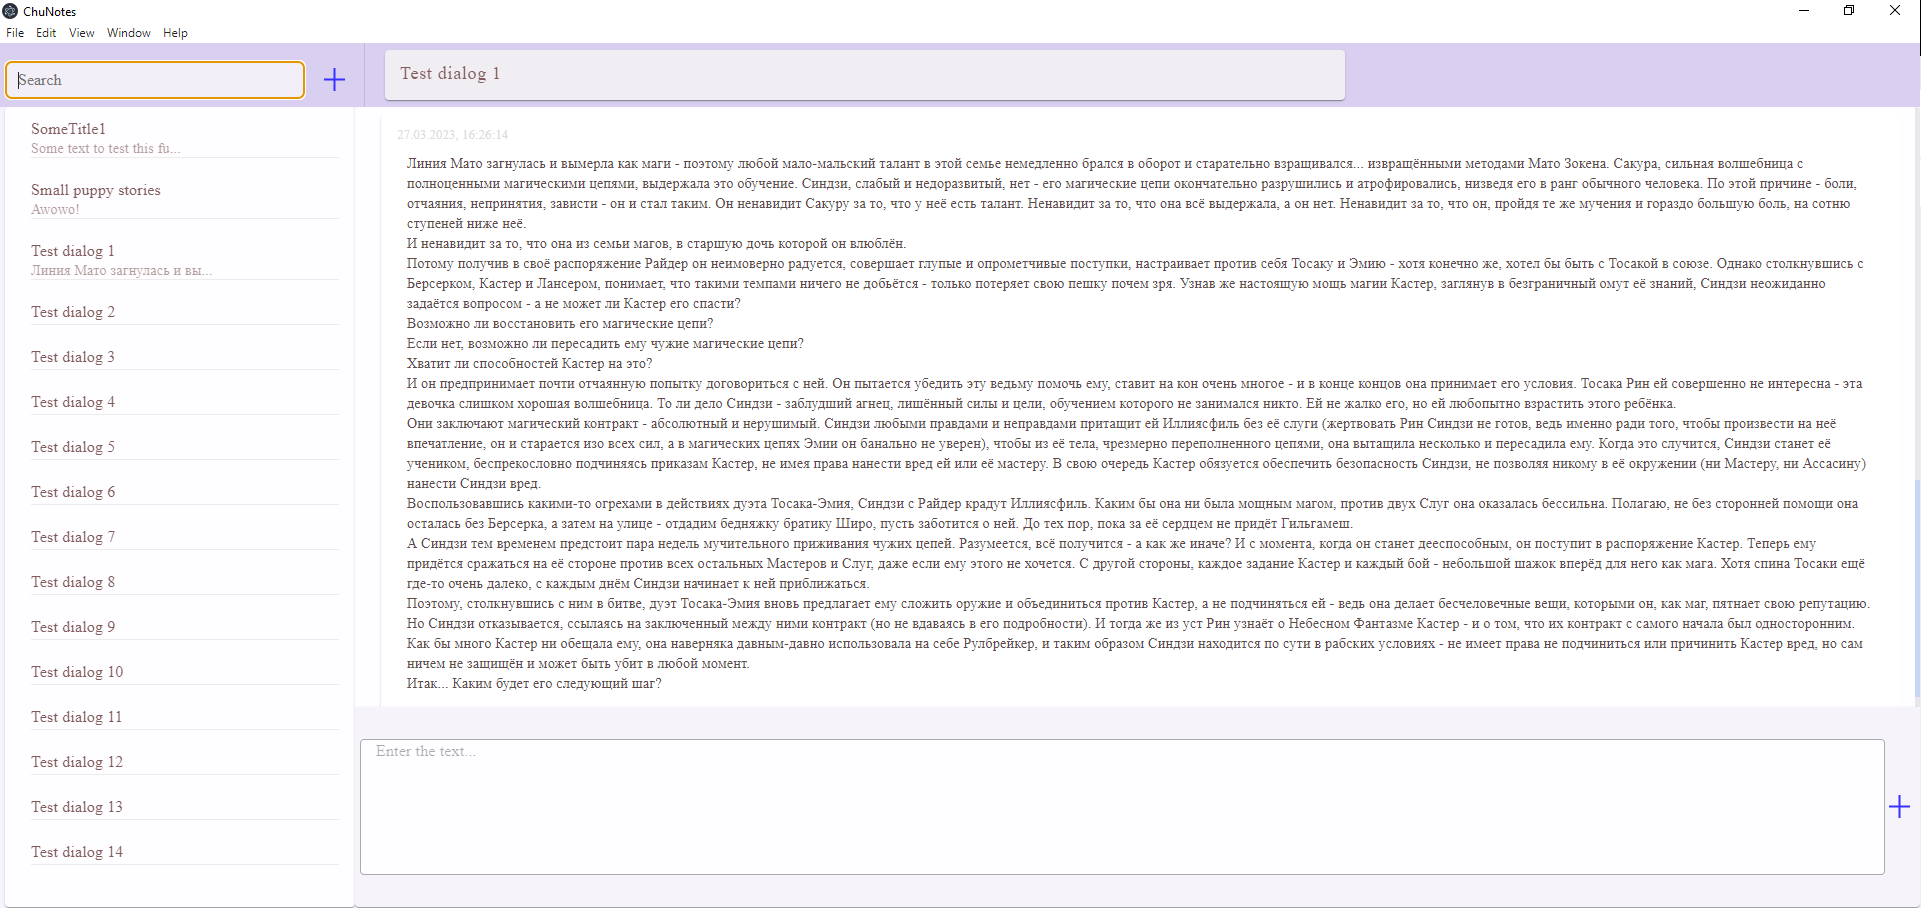 ChuNotes
File Edit View Window Help
Search
Test dialog 1
SomeTitle1
Some text to test this fu...
Small puppy stories
Awowo!
Test dialog 1
Линия Мато загнулась и вы...
Test dialog 2
Test dialog 3
Test dialog 4
Test dialog 5
Test dialog 6
Test dialog 7
Test dialog 8
Test dialog 9
Test dialog 10
Test dialog 11
Test dialog 12
Test dialog 13
Test dialog 14
27.03.2023, 16:26:14
Линия Мато загнулась и вымерла как маги - поэтому любой мало-мальский талант в этой семье немедленно брался в оборот и старательно взращивался... извращёнными методами Мато Зокена. Сакура, сильная волшебница с
полноценными магическими цепями, выдержала это обучение. Синдзи, слабый и недоразвитый, нет - его магические цепи окончательно разрушились и атрофировались, низведя его в ранг обычного человека. По этой причине - боли,
отчаяния, непринятия, зависти - он и стал таким. Он ненавидит Сакуру за то, что у неё есть талант. Ненавидит за то, что она всё выдержала, а он нет. Ненавидит за то, что он, пройдя те же мучения и гораздо большую боль, на сотню
ступеней ниже неё.
И ненавидит за то, что она из семьи магов, в старшую дочь которой он влюблён.
Потому получив в своё распоряжение Райдер он неимоверно радуется, совершает глупые и опрометчивые поступки, настраивает против себя Тосаку и Эмию - хотя конечно же, хотел бы быть с Тосакой в союзе. Однако столкнувшись с
Берсерком, Кастер и Лансером, понимает, что такими темпами ничего не добьётся - только потеряет свою пешку почем зря. Узнав же настоящую мощь магии Кастер, заглянув в безграничный омут её знаний, Синдзи неожиданно
задаётся вопросом - а не может ли Кастер его спасти?
Возможно ли восстановить его магические цепи?
Если нет, возможно ли пересадить ему чужие магические цепи?
Хватит ли способностей Кастер на это?
И он предпринимает почти отчаянную попытку договориться с ней. Он пытается убедить эту ведьму помочь ему, ставит на кон очень многое - и в конце концов она принимает его условия. Тосака Рин ей совершенно не интересна - эта
девочка слишком хорошая волшебница. То ли дело Синдзи - заблудший агнец, лишённый силы и цели, обучением которого не занимался никто. Ей не жалко его, но ей любопытно взрастить этого ребёнка.
Они заключают магический контракт - абсолютный и нерушимый. Синдзи любыми правдами и неправдами притащит ей Иллиясфиль без её слуги (жертвовать Рин Синдзи не готов, ведь именно ради того, чтобы произвести на неё
впечатление, он и старается изо всех сил, а в магических цепях Эмии он банально не уверен), чтобы из её тела, чрезмерно переполненного цепями, она вытащила несколько и пересадила ему. Когда это случится, Синдзи станет её
учеником, беспрекословно подчиняясь приказам Кастер, не имея права нанести вред ей или её мастеру. В свою очередь Кастер обязуется обеспечить безопасность Синдзи, не позволяя никому в её окружении (ни Мастеру, ни Ассасину)
нанести Синдзи вред.
Воспользовавшись какими-то огрехами в действиях дуэта Тосака-Эмия, Синдзи с Райдер крадут Иллиясфиль. Каким бы она ни была мощным магом, против двух Слуг она оказалась бессильна. Полагаю, не без сторонней помощи она
осталась без Берсерка, а затем на улице - отдадим бедняжку братику Широ, пусть заботится о ней. До тех пор, пока за её сердцем не придёт Гильгамеш.
А Синдзи тем временем предстоит пара недель мучительного приживания чужих цепей. Разумеется, всё получится - а как же иначе? И с момента, когда он станет дееспособным, он поступит в распоряжение Кастер. Теперь ему
придётся сражаться на её стороне против всех остальных Мастеров и Слуг, даже если ему этого не хочется. С другой стороны, каждое задание Кастер и каждый бой - небольшой шажок вперёд для него как мага. Хотя спина Тосаки ещё
где-то очень далеко, с каждым днём Синдзи начинает к ней приближаться.
Поэтому, столкнувшись с ним в битве, дуэт Тосака-Эмия вновь предлагает ему сложить оружие и объединиться против Кастер, а не подчиняться ей - ведь она делает бесчеловечные вещи, которыми он, как маг, пятнает свою репутацию.
Но Синдзи отказывается, ссылаясь на заключенный между ними контракт (но не вдаваясь в его подробности). И тогда же из уст Рин узнаёт о Небесном Фантазме Кастер - и о том, что их контракт с самого начала был односторонним.
Как бы много Кастер ни обещала ему, она наверняка давным-давно использовала на себе Рулбрейкер, и таким образом Синдзи находится по сути в рабских условиях - не имеет права не подчиниться или причинить Кастер вред, но сам
ничем не защищён и может быть убит в любой момент.
Итак... Каким будет его следующий шаг?
Enter the text...